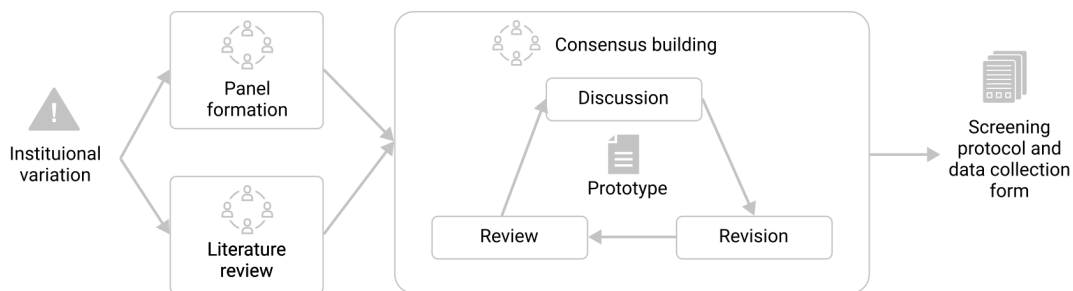 Instituional
variation
Panel
formation
Literature
review
Consensus building
Discussion
Prototype
Review
Revision
Screening
protocol and
data collection
form